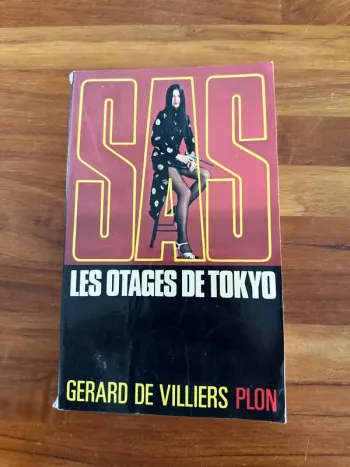 SAS
LES OTAGES DE TOKYO
GERARD DE VILLIERS PLON